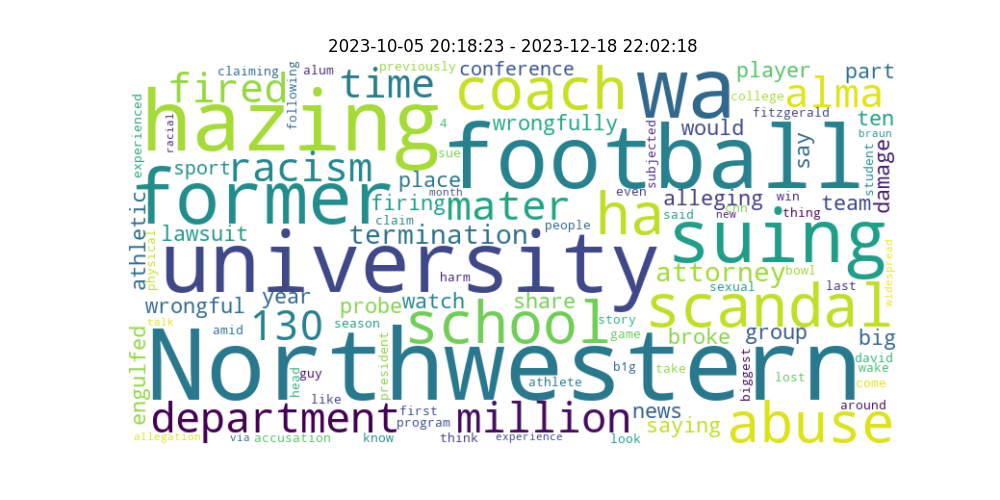 2023-10-05 20:18:23 - 2023-12-18 22:02:18
claiming alum previously conference player part
fired time coach wa college alma
experienced racial hazing following 4 wrongfully would fitzgerald ten
sue football subjected say braun
sport racism place even alleging win team student damage
former month firing mater ha said cnn new thing
athletic physical lawsuit claim termination people suing
university harm attorney bowl widespread
wrongful year probe watch share sexual scandal last
130 school story
engulfed talk amid season game broke group big
Northwestern president b1g take biggest david
head guy athlete lost wake
like come
department first million news around
program saying abuse
allegation via accusation know think experience look